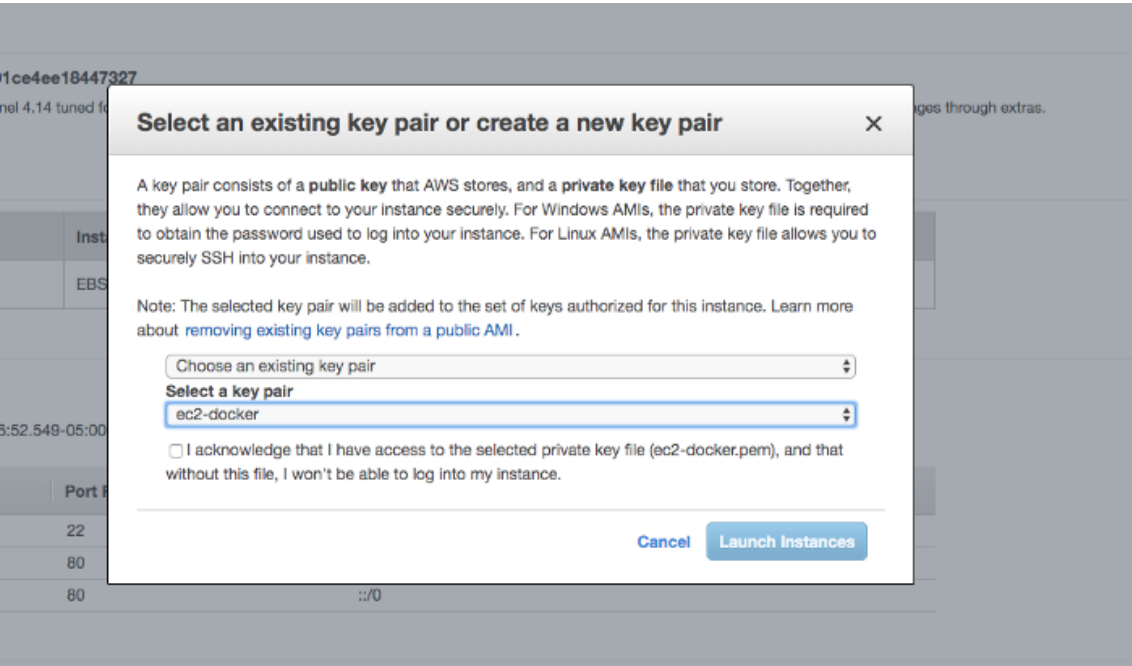 01ce4ee18447327
nel 4.14 tuned ages through extras.
Select an existing key pair or create a new key pair
A key pair consists of a public key that AWS stores, and a private key file that you store. Together,
they allow you to connect to your instance securely. For Windows AMIs, the private key file is required
to obtain the password used to log into your instance. For Linux AMIs, the private key file allows you to
securely SSH into your instance.
Inst
EBS
Note: The selected key pair will be added to the set of keys authorized for this instance. Learn more
about removing existing key pairs from a public AMI.
Choose an existing key pair
Select a key pair
ec2-docker
6:52.549-05:00
I acknowledge that I have access to the selected private key file (ec2-docker.pem), and that
without this file, I won't be able to log into my instance.
Port
Cancel Launch Instances
22
80
80 ::/0